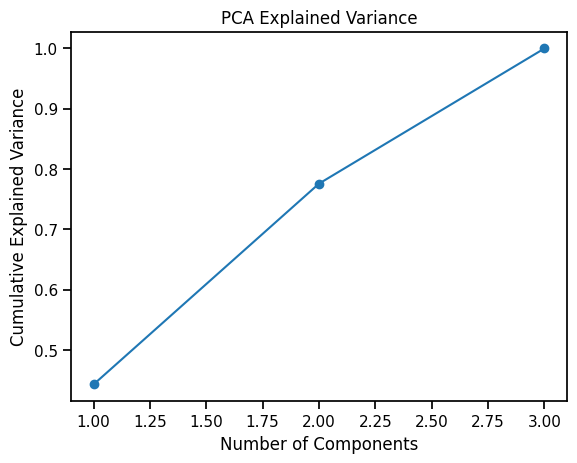 PCA Explained Variance
1.0
0.9
0.8
0.7
0.6
0.5
Cumulative Explained Variance
1.00 1.25 1.50 1.75 2.00 2.25 2.50 2.75 3.00
Number of Components